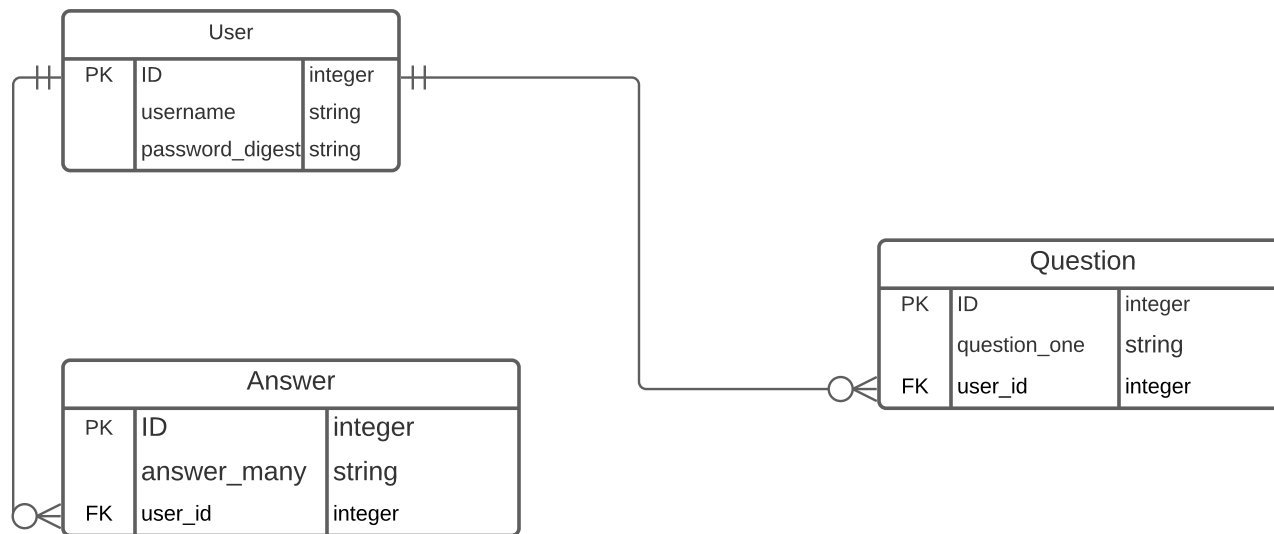 User
PK ID integer
username string
password_digest string
Question
PK ID integer
question_one string
FK user_id integer
Answer
PK ID integer
answer_many string
FK user_id integer